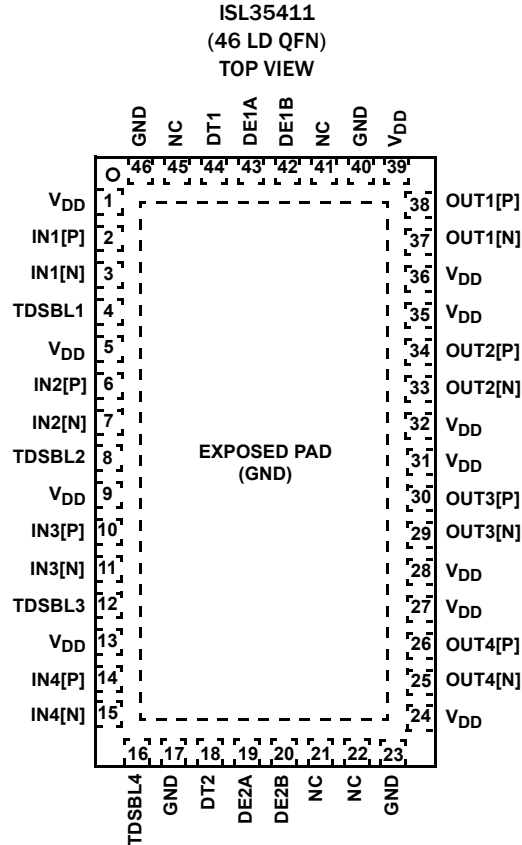 ISL35411
(46 LD QFN)
TOP VIEW
GND NC DT1 DE1A DE1B NC GND VDD
46 45 44 43 42 41 40 39
VDD 1
IN1[P] 2
IN1[N] 3
TDSBL1 4
VDD 5
IN2[P] 6
IN2[N] 7
TDSBL2 8
VDD 9
IN3[P] 10
IN3[N] 11
TDSBL3 12
VDD 13
IN4[P] 14
IN4[N] 15
EXPOSED PAD
(GND)
38 OUT1[P]
37 OUT1[N]
36 VDD
35 VDD
34 OUT2[P]
33 OUT2[N]
32 VDD
31 VDD
30 OUT3[P]
29 OUT3[N]
28 VDD
27 VDD
26 OUT4[P]
25 OUT4[N]
24 VDD
16 17 18 19 20 21 22 23
TDSBL4 GND DT2 DE2A DE2B NC NC GND